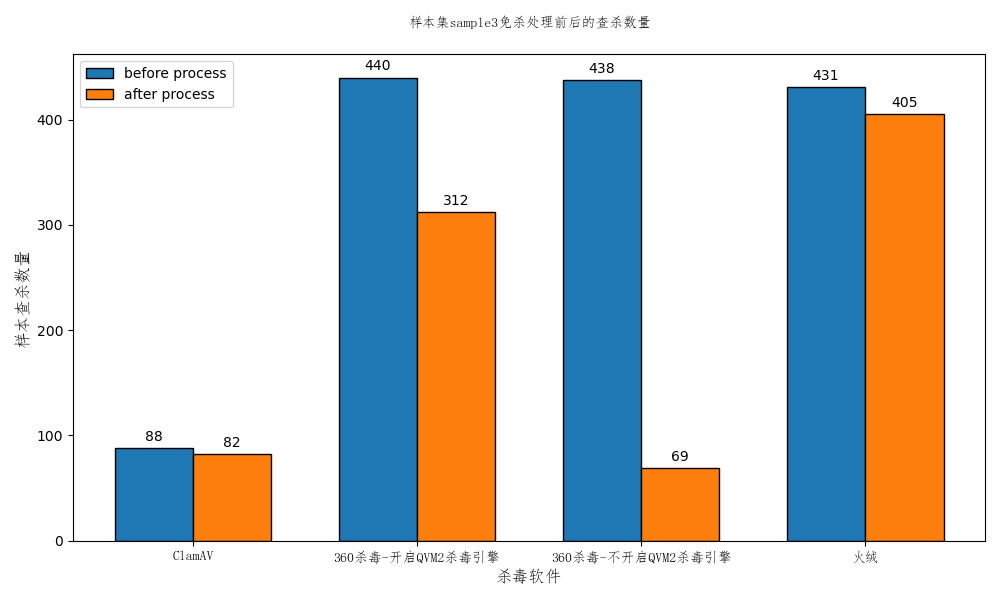 样本集sample3免杀处理前后的查杀数量
before process
after process
440
438
431
405
312
88
82
69
400
300
200
100
0
样本查杀数量
ClamAV
360杀毒-开启QVM2杀毒引擎
360杀毒-不开启QVM2杀毒引擎
火绒
杀毒软件